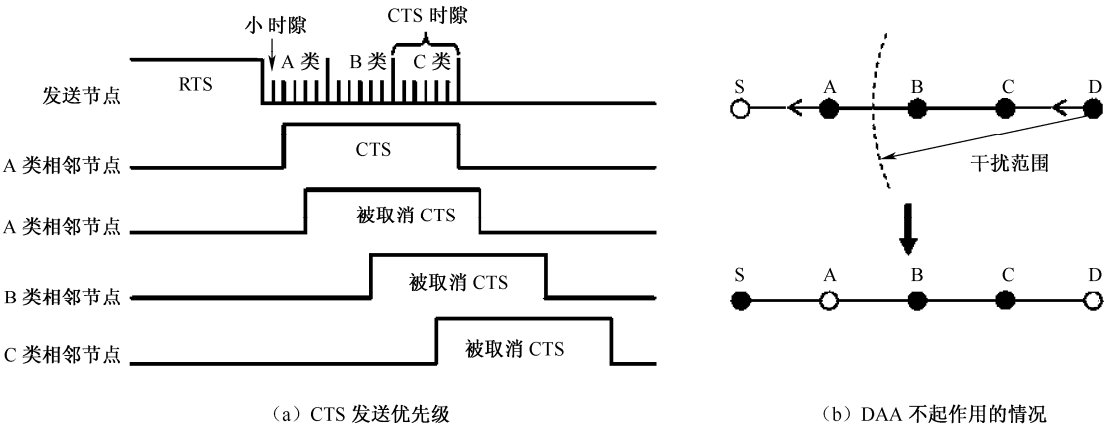 小 时隙
CTS 时隙
A 类
B 类
C 类
发送节点
RTS
A 类相邻节点
CTS
A 类相邻节点
被取消 CTS
B 类相邻节点
被取消 CTS
C 类相邻节点
被取消 CTS
(a) CTS 发送优先级
S A B C D
干扰范围
S A B C D
(b) DAA 不起作用的情况